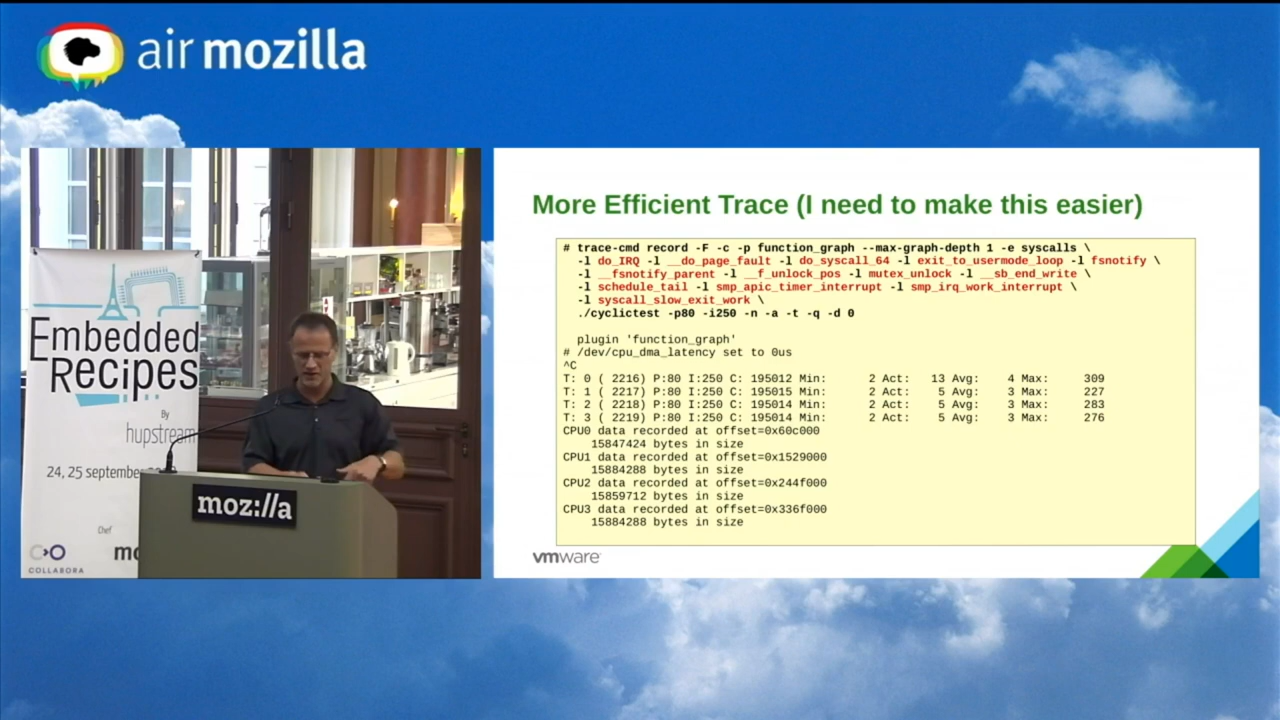 air mozilla
Embedded
Recipes
By
hupstream
24, 25 september
Chef
COLLABORA
moz://a
More Efficient Trace (I need to make this easier)
# trace-cmd record -F -c -p function_graph --max-graph-depth 1 -e syscalls \
-l do_IRQ -l __do_page_fault -l do_syscall_64 -l exit_to_usermode_loop -l fsnotify \
-l __fsnotify_parent -l __f_unlock_pos -l mutex_unlock -l __sb_end_write \
-l schedule_tail -l smp_apic_timer_interrupt -l smp_irq_work_interrupt \
-l syscall_slow_exit_work \
./cyclictest -p80 -i250 -n -a -t -q -d 0
plugin 'function_graph'
# /dev/cpu_dma_latency set to 0us
^C
T: 0 ( 2216) P:80 I:250 C: 195012 Min: 2 Act: 13 Avg: 4 Max: 309
T: 1 ( 2217) P:80 I:250 C: 195015 Min: 2 Act: 5 Avg: 3 Max: 227
T: 2 ( 2218) P:80 I:250 C: 195014 Min: 2 Act: 5 Avg: 3 Max: 283
T: 3 ( 2219) P:80 I:250 C: 195014 Min: 2 Act: 5 Avg: 3 Max: 276
CPU0 data recorded at offset=0x60c000
15847424 bytes in size
CPU1 data recorded at offset=0x1529000
15884288 bytes in size
CPU2 data recorded at offset=0x244f000
15859712 bytes in size
CPU3 data recorded at offset=0x336f000
15884288 bytes in size
vmware